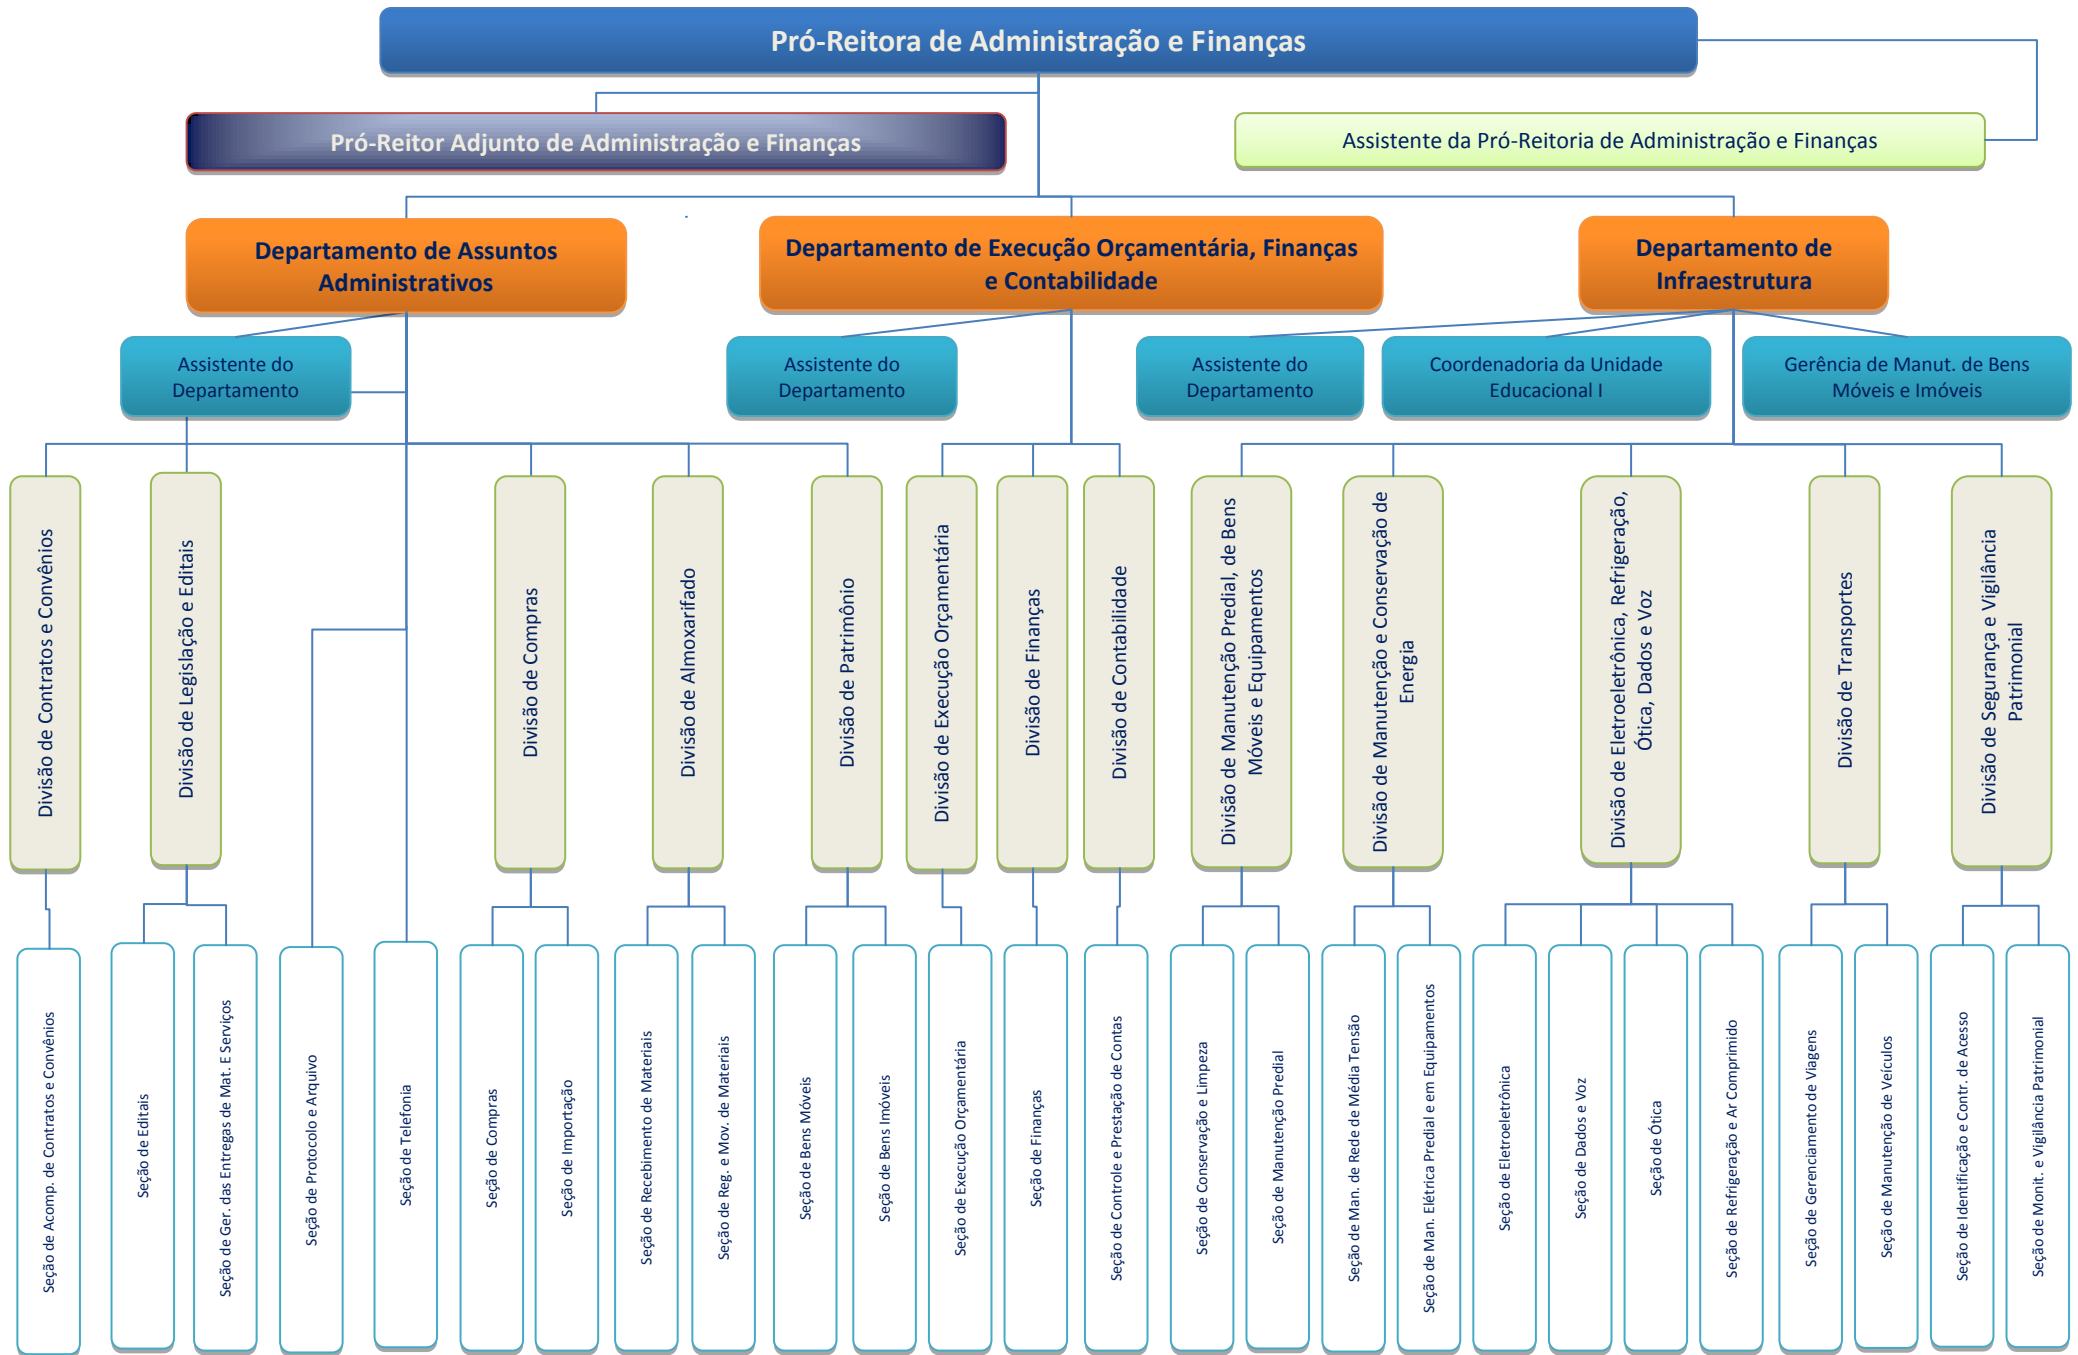 Pró-Reitora de Administração e Finanças
Pró-Reitor Adjunto de Administração e Finanças
Assistente da Pró-Reitoria de Administração e Finanças
Departamento de Assuntos
Administrativos
Departamento de Execução Orçamentária, Finanças
e Contabilidade
Departamento de
Infraestrutura
Assistente do
Departamento
Assistente do
Departamento
Assistente do
Departamento
Coordenadoria da Unidade
Educacional I
Gerência de Manut. de Bens
Móveis e Imóveis
Divisão de Contratos e Convênios
Divisão de Legislação e Editais
Divisão de Compras
Divisão de Almoxarifado
Divisão de Patrimônio
Divisão de Execução Orçamentária
Divisão de Finanças
Divisão de Contabilidade
Divisão de Manutenção Predial, de Bens
Móveis e Equipamentos
Divisão de Manutenção e Conservação de
Energia
Divisão de Eletroeletrônica, Refrigeração,
Ótica, Dados e Voz
Divisão de Transportes
Divisão de Segurança e Vigilância
Patrimonial
Seção de Acomp. de Contratos e Convênios
Seção de Editais
Seção de Ger. das Entregas de Mat. E Serviços
Seção de Protocolo e Arquivo
Seção de Telefonia
Seção de Compras
Seção de Importação
Seção de Recebimento de Materiais
Seção de Reg. e Mov. de Materiais
Seção de Bens Móveis
Seção de Bens Imóveis
Seção de Execução Orçamentária
Seção de Finanças
Seção de Controle e Prestação de Contas
Seção de Conservação e Limpeza
Seção de Manutenção Predial
Seção de Man. de Rede de Média Tensão
Seção de Man. Elétrica Predial e em Equipamentos
Seção de Eletroeletrônica
Seção de Dados e Voz
Seção de Ótica
Seção de Refrigeração e Ar Comprimido
Seção de Gerenciamento de Viagens
Seção de Manutenção de Veículos
Seção de Identificação e Contr. de Acesso
Seção de Monit. e Vigilância Patrimonial